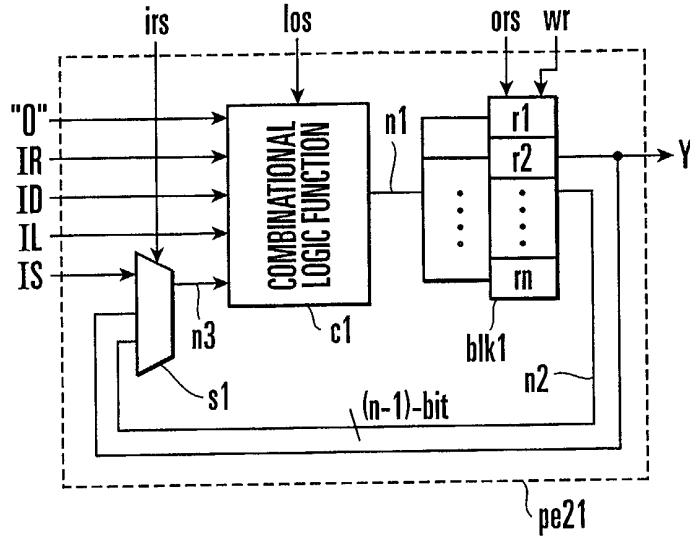 irs
los
ors
wr
"0"
IR
ID
IL
IS
COMBINATIONAL
LOGIC FUNCTION
n1
r1
r2
rn
Y
n3
c1
blk1
n2
s1
(n-1)-bit
pe21